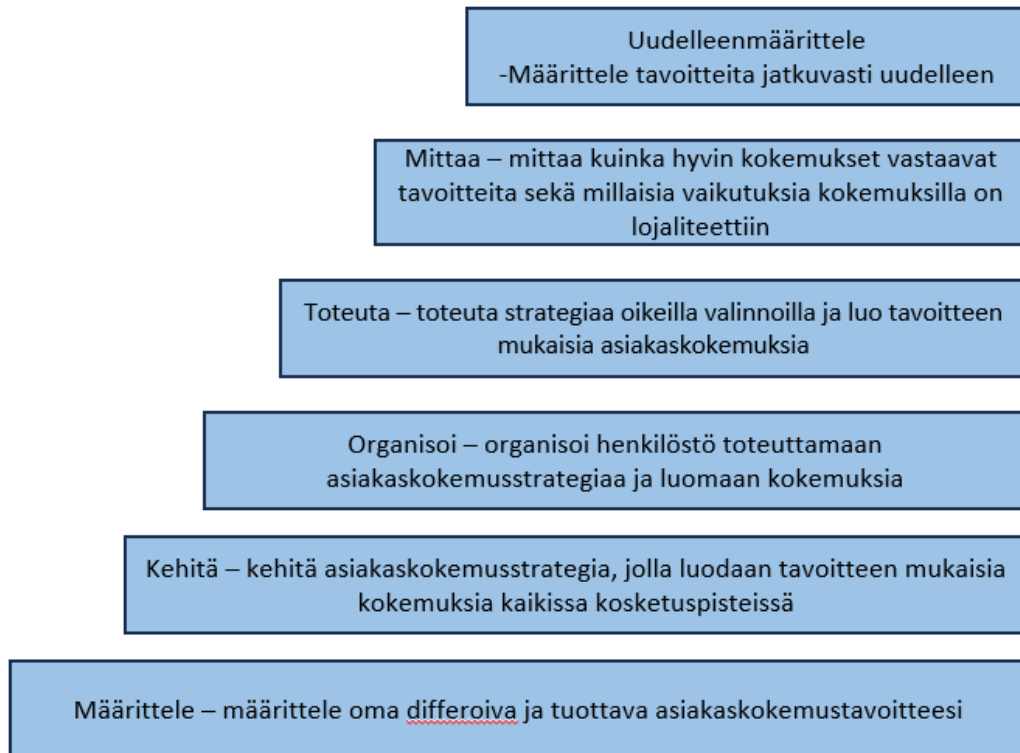 Uudelleenmäärittele
-Määrittele tavoitteita jatkuvasti uudelleen
Mittaa – mittaa kuinka hyvin kokemukset vastaavat
tavoitteita sekä millaisia vaikutuksia kokemuksilla on
lojaliteettiin
Toteuta – toteuta strategiaa oikeilla valinnoilla ja luo tavoitteen
mukaisia asiakaskokemuksia
Organisoi – organisoi henkilöstö toteuttamaan
asiakaskokemusstrategiaa ja luomaan kokemuksia
Kehitä – kehitä asiakaskokemusstrategia, jolla luodaan tavoitteen mukaisia
kokemuksia kaikissa kosketuspisteissä
Määrittele – määrittele oma differoiva ja tuottava asiakaskokemustavoitteesi